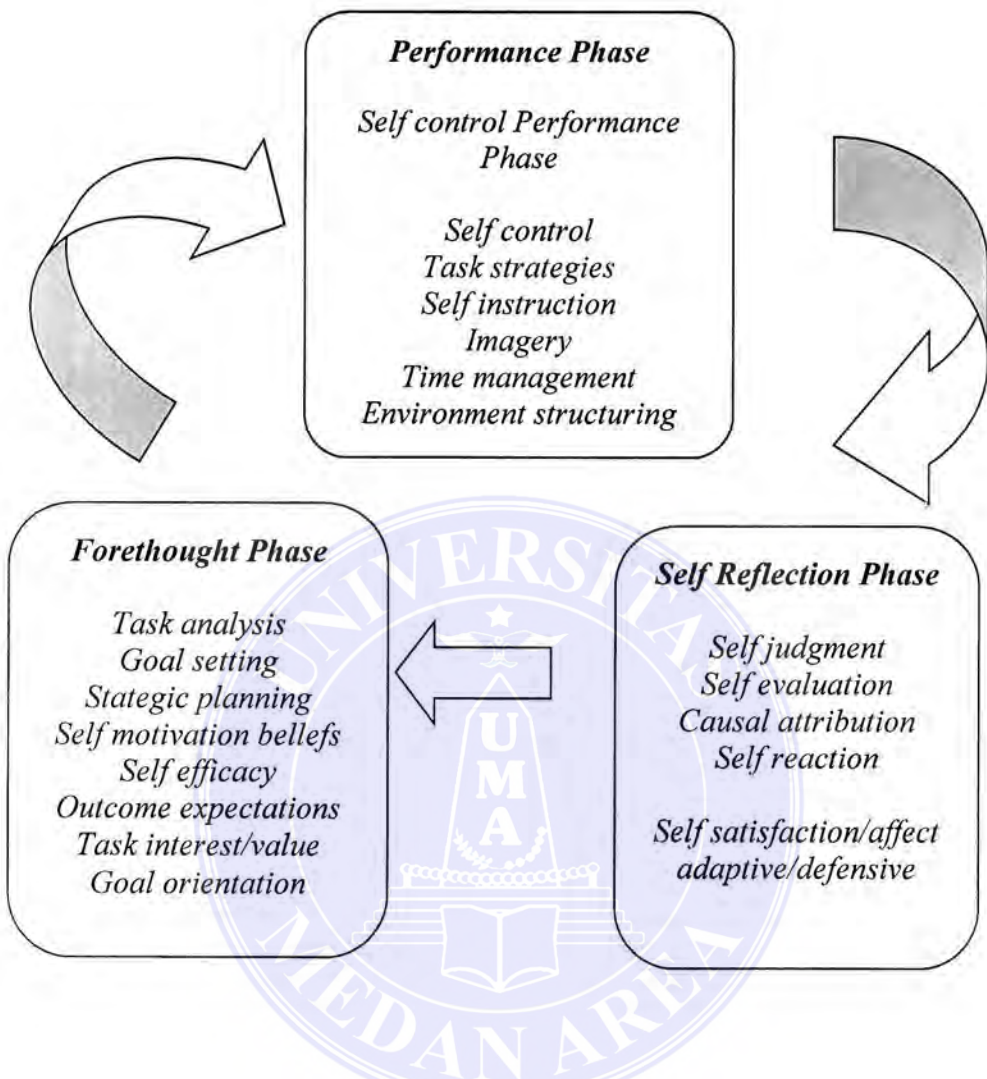 Performance Phase
Self control Performance
Phase
Self control
Task strategies
Self instruction
Imagery
Time management
Environment structuring
Forethought Phase
Task analysis
Goal setting
Stategic planning
Self motivation bellefs
Self efficacy
Outcome expectations
Task interest/value
Goal orientation
Self Reflection Phase
Self judgment
Self evaluation
Causal attribution
Self reaction
Self satisfaction/affect
adaptive/defensive
UNIVERSITAS
UMA
MEDAN AREA